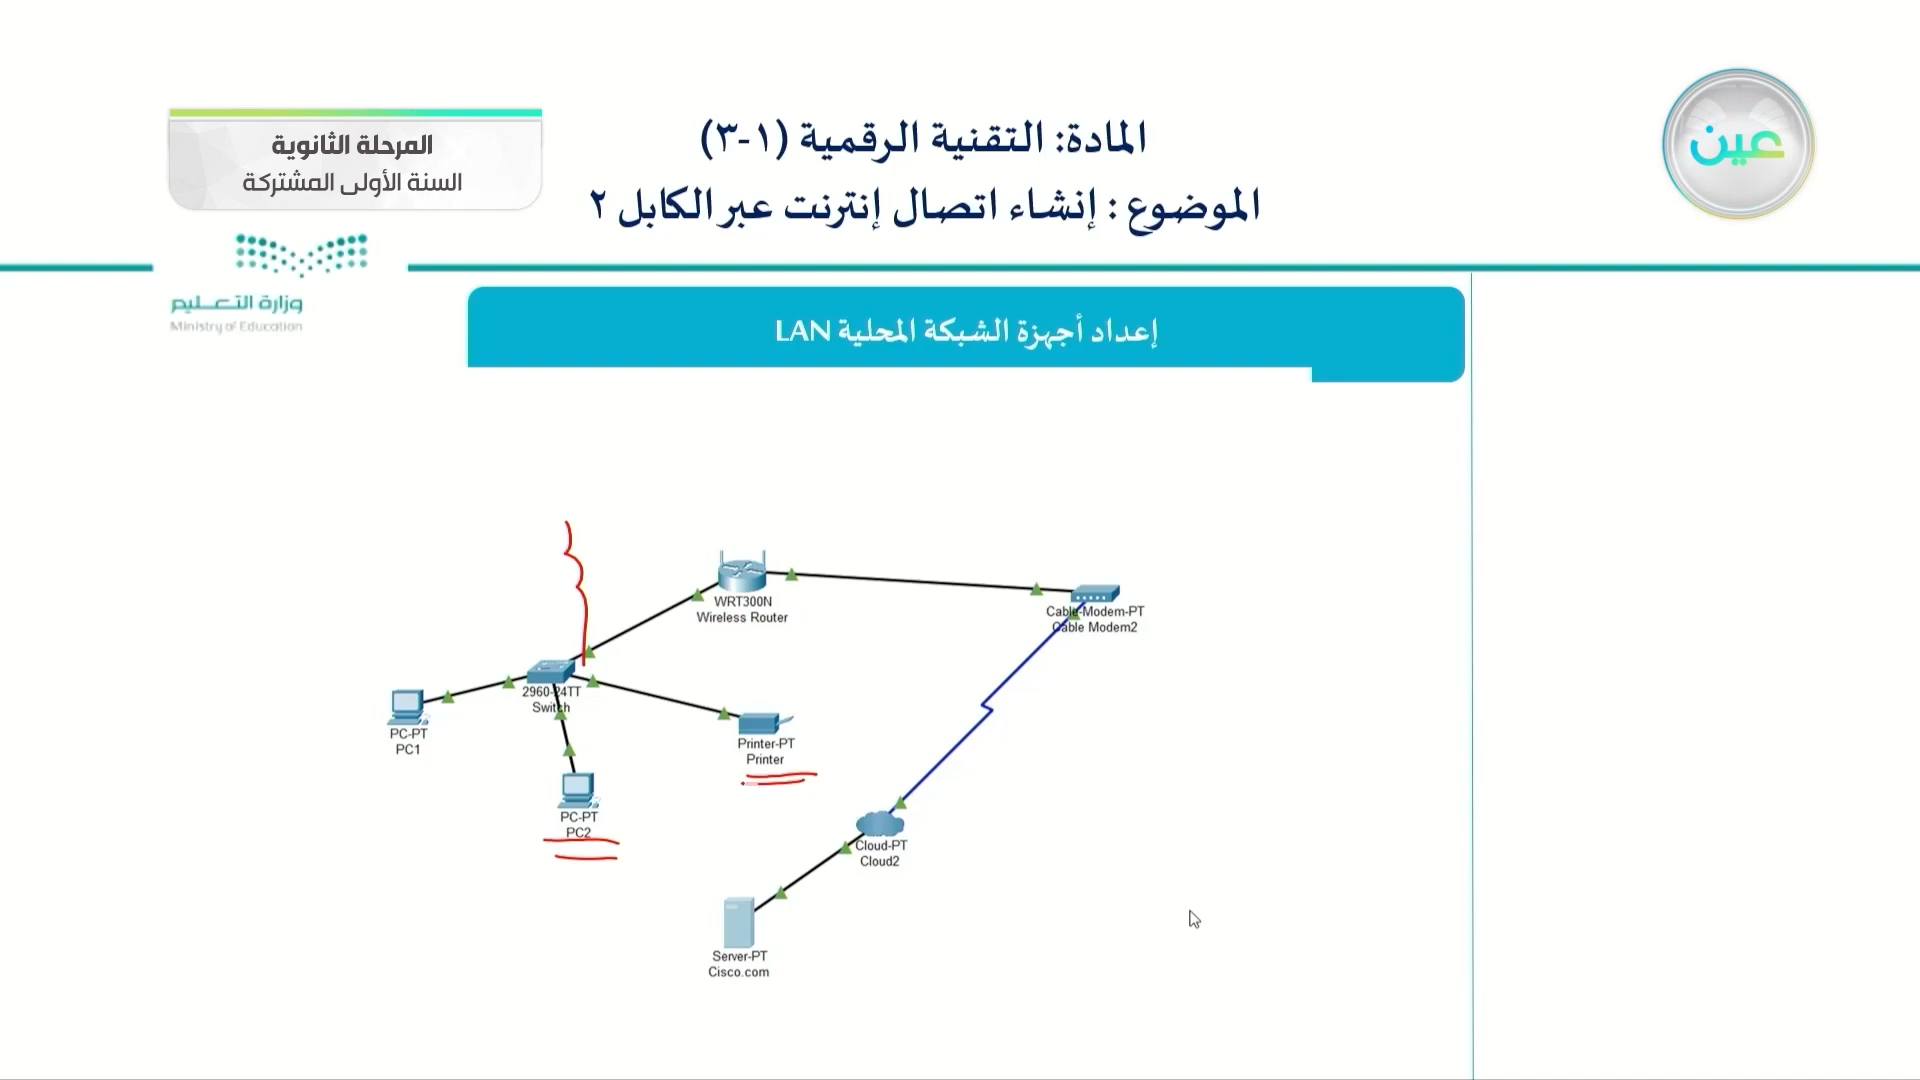 المادة: التقنية الرقمية (١-٣)
الموضوع : إنشاء اتصال إنترنت عبر الكابل ٢
المرحلة الثانوية
السنة الأولى المشتركة
عين
وزارة التعليم
Ministry of Education
إعداد أجهزة الشبكة المحلية LAN
WRT300N
Wireless Router
Cable-Modem-PT
Cable Modem2
2960-24TT
Switch
PC-PT
PC1
Printer-PT
Printer
PC-PT
PC2
Cloud-PT
Cloud2
Server-PT
Cisco.com